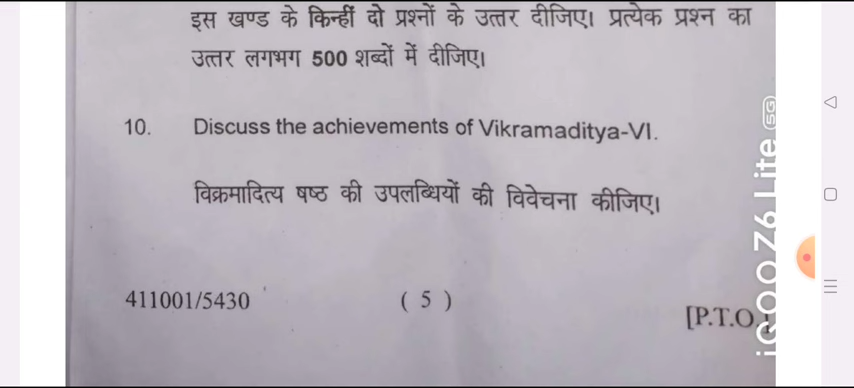 इस खण्ड के किन्हीं दो प्रश्नों के उत्तर दीजिए। प्रत्येक प्रश्न का
उत्तर लगभग 500 शब्दों में दीजिए।
10. Discuss the achievements of Vikramaditya-VI.
विक्रमादित्य षष्ठ की उपलब्धियों की विवेचना कीजिए।
411001/5430 ( 5 ) [P.T.O.]
iQOO Z6 Lite 5G